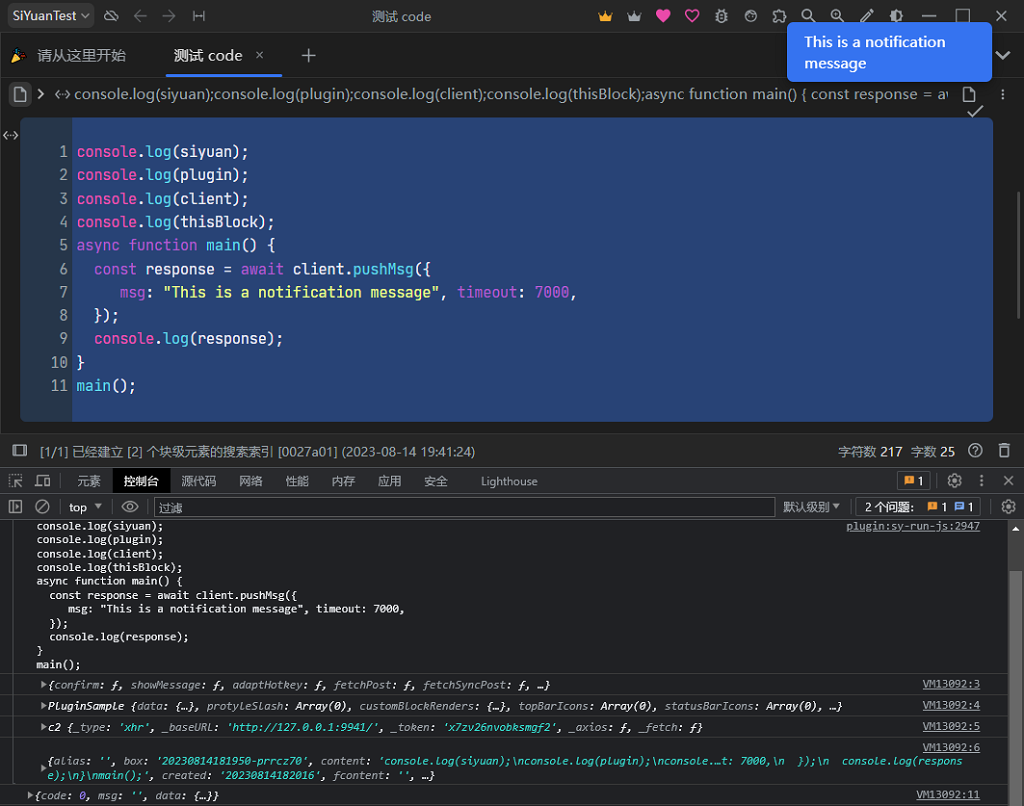 SiYuanTest
测试 code
This is a notification
message
请从这里开始
测试 code
console.log(siyuan);console.log(plugin);console.log(client);console.log(thisBlock);async function main() { const response = a
1 console.log(siyuan);
2 console.log(plugin);
3 console.log(client);
4 console.log(thisBlock);
5 async function main() {
6 const response = await client.pushMsg({
7 msg: "This is a notification message", timeout: 7000,
8 });
9 console.log(response);
10 }
11 main();
[1/1] 已经建立 [2] 个块级元素的搜索索引 [0027a01] (2023-08-14 19:41:24)
字符数 217 字数 25
元素 控制台 源代码 网络 性能 内存 应用 安全 Lighthouse 1
top 过滤 默认级别 2 个问题: 1 1
console.log(siyuan); plugin:sy-run-js:2947
console.log(plugin);
console.log(client);
console.log(thisBlock);
async function main() {
const response = await client.pushMsg({
msg: "This is a notification message", timeout: 7000,
});
console.log(response);
}
main();
{confirm: ƒ, showMessage: ƒ, adaptHotkey: ƒ, fetchPost: ƒ, fetchSyncPost: ƒ, …} VM13092:3
PluginSample {data: {…}, protyleSlash: Array(0), customBlockRenders: {…}, topBarIcons: Array(0), statusBarIcons: Array(0), …} VM13092:4
c2 {_type: 'xhr', _baseURL: 'http://127.0.0.1:9941/', _token: 'x7zv26nvobksmgf2', _axios: ƒ, _fetch: ƒ} VM13092:5
VM13092:6
{alias: '', box: '20230814181950-prrcz70', content: 'console.log(siyuan);\nconsole.log(plugin);\nconsole.…t: 7000,\n });\n console.log(respons
e);\n}\nmain();', created: '20230814182016', fcontent: '', …}
{code: 0, msg: '', data: {…}} VM13092:11